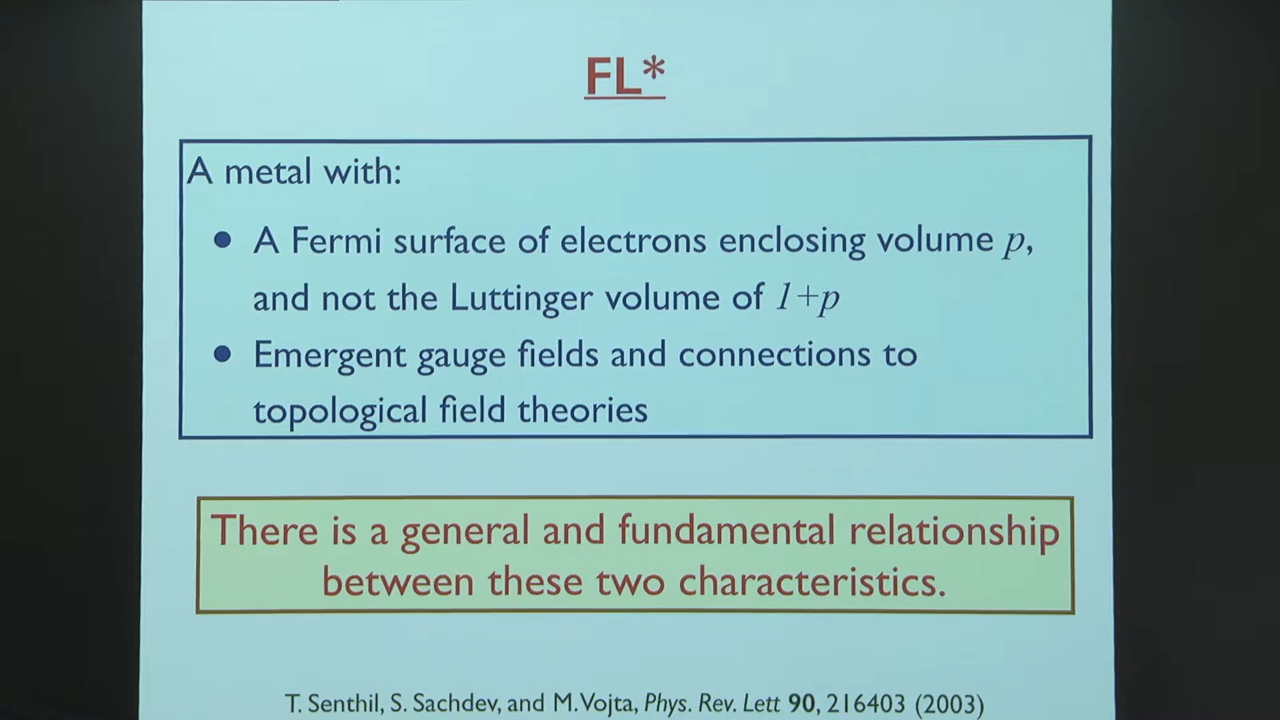 FL*
A metal with:
• A Fermi surface of electrons enclosing volume p,
and not the Luttinger volume of 1+p
• Emergent gauge fields and connections to
topological field theories
There is a general and fundamental relationship
between these two characteristics.
T. Senthil, S. Sachdev, and M. Vojta, Phys. Rev. Lett 90, 216403 (2003)